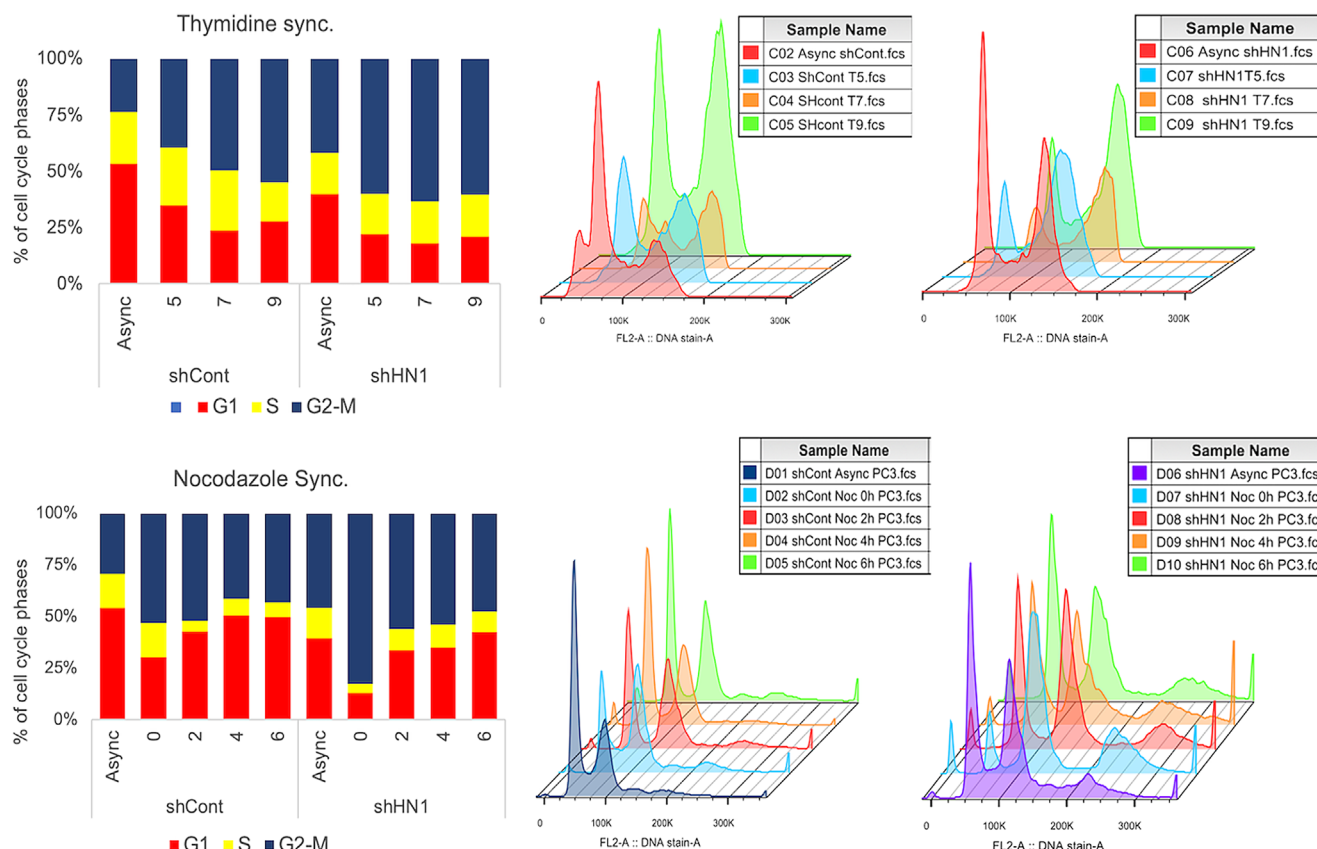 Thymidine sync.
% of cell cycle phases
100%
75%
50%
25%
0%
Async 5 7 9 Async 5 7 9
shCont shHN1
G1 S G2-M
Sample Name
C02 Async shCont.fcs
C03 ShCont T5.fcs
C04 SHcont T7.fcs
C05 SHcont T9.fcs
0 100K 200K 300K
FL2-A :: DNA stain-A
Sample Name
C06 Async shHN1.fcs
C07 shHN1T5.fcs
C08 shHN1 T7.fcs
C09 shHN1 T9.fcs
0 100K 200K 300K
FL2-A :: DNA stain-A
Nocodazole Sync.
% of cell cycle phases
100%
75%
50%
25%
0%
Async 0 2 4 6 Async 0 2 4 6
shCont shHN1
G1 S G2-M
Sample Name
D01 shCont Async PC3.fcs
D02 shCont Noc 0h PC3.fcs
D03 shCont Noc 2h PC3.fcs
D04 shCont Noc 4h PC3.fcs
D05 shCont Noc 6h PC3.fcs
0 100K 200K 300K
FL2-A :: DNA stain-A
Sample Name
D06 shHN1 Async PC3.fcs
D07 shHN1 Noc 0h PC3.fc
D08 shHN1 Noc 2h PC3.fc
D09 shHN1 Noc 4h PC3.fc
D10 shHN1 Noc 6h PC3.fc
0 100K 200K 300K
FL2-A :: DNA stain-A